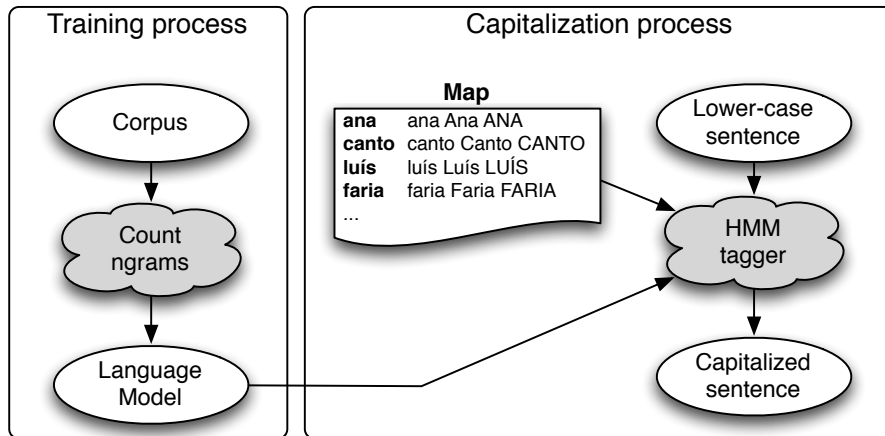 Training process
Corpus
Count
ngrams
Language
Model
Capitalization process
Map
ana ana Ana ANA
canto canto Canto CANTO
luís luís Luís LUÍS
faria faria Faria FARIA
...
Lower-case
sentence
HMM
tagger
Capitalized
sentence